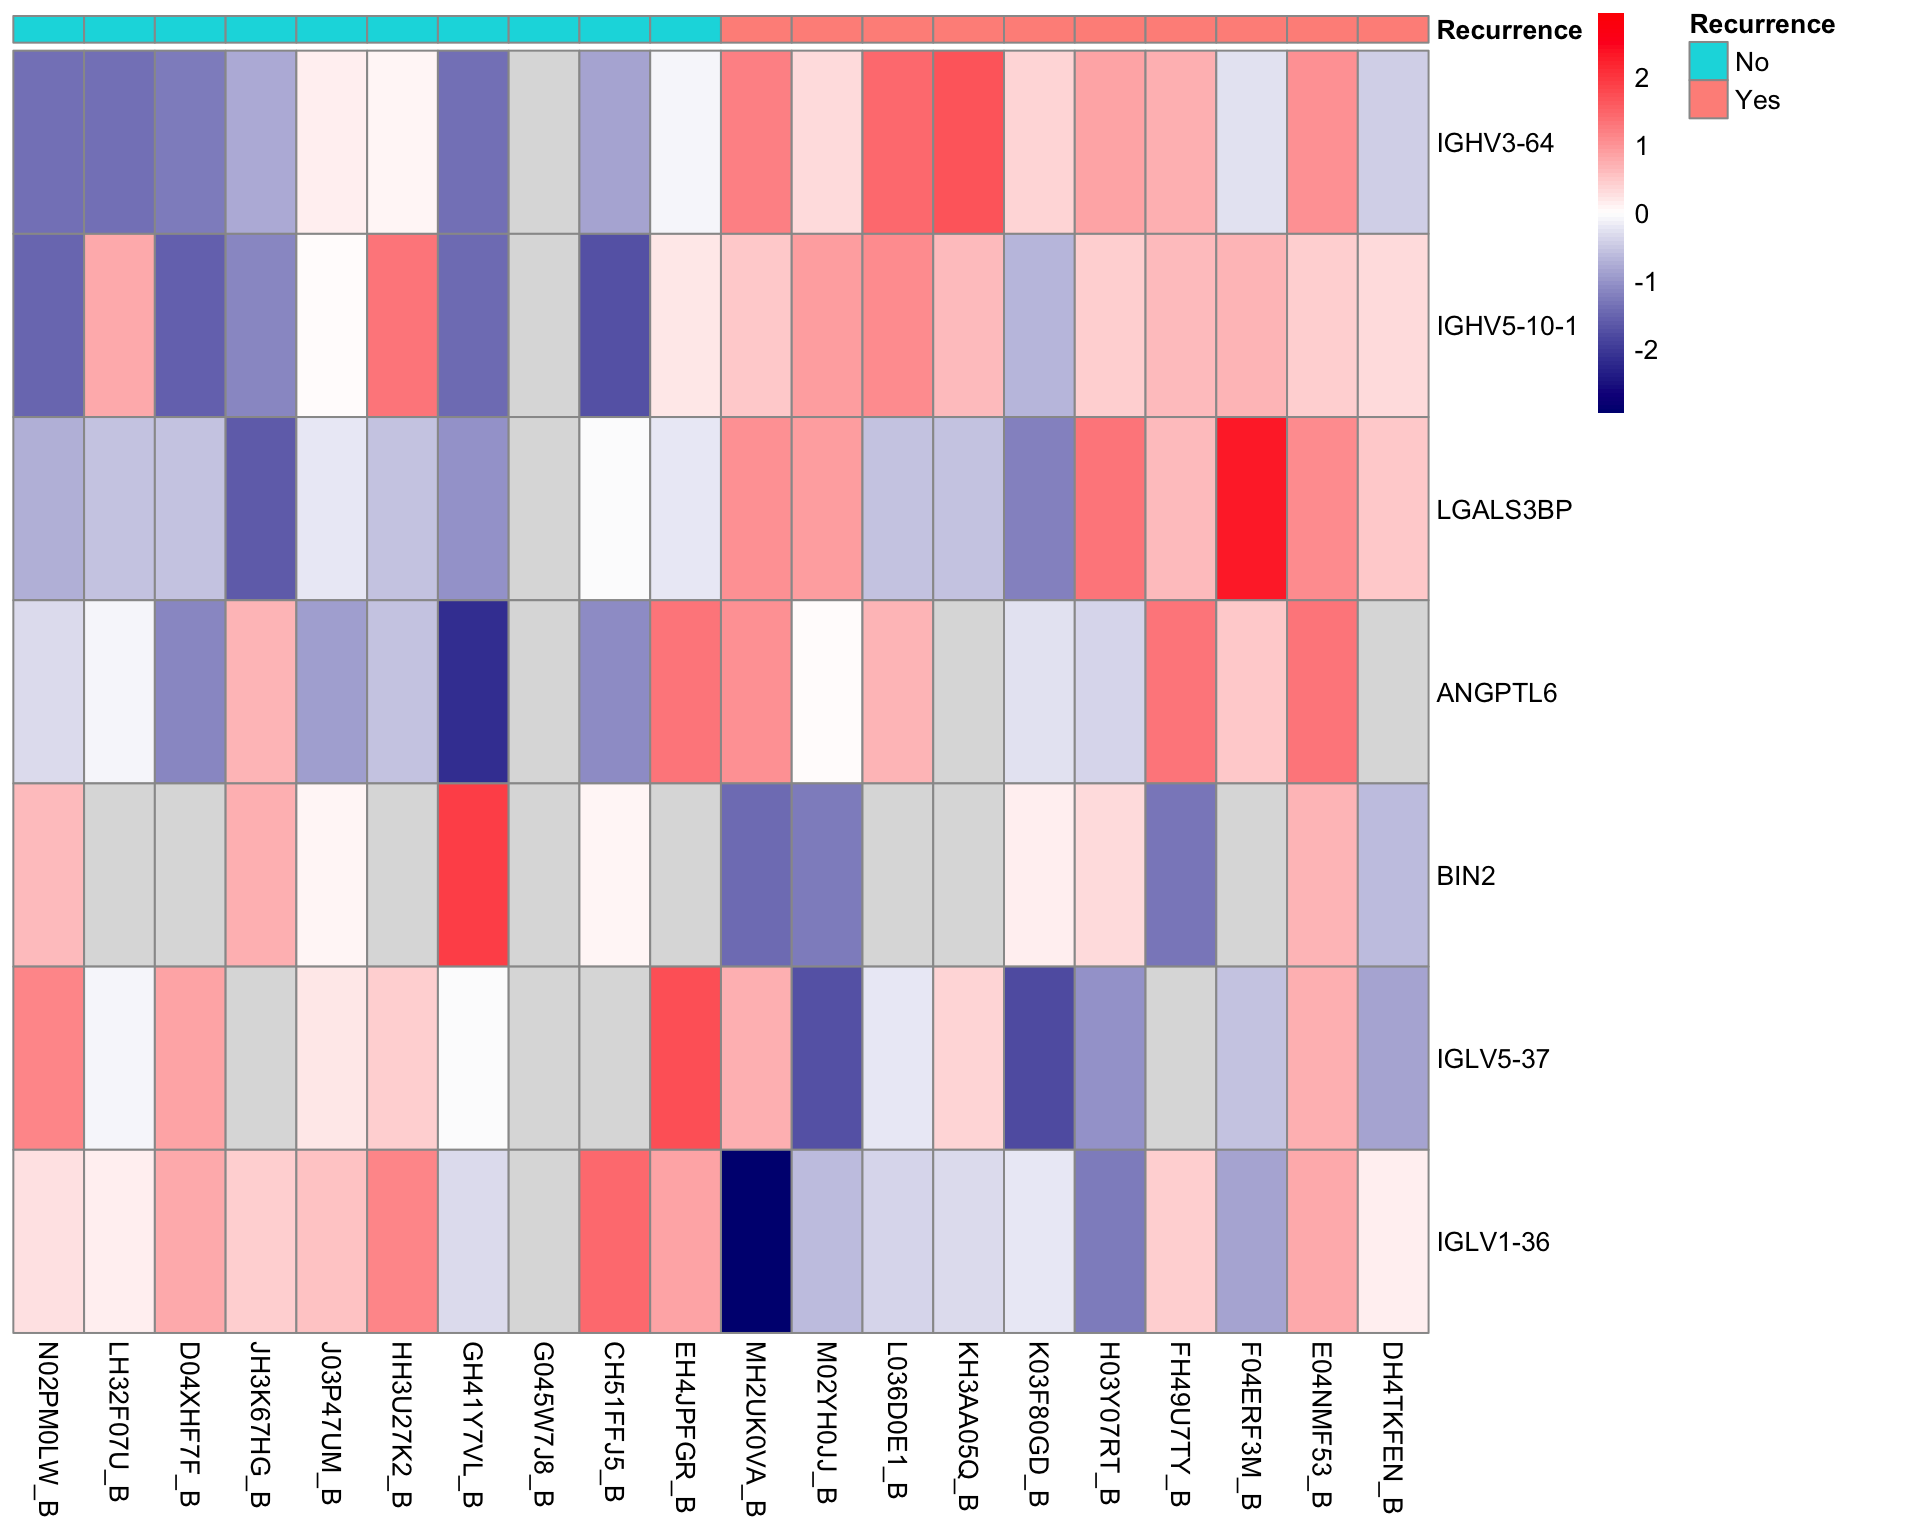 Recurrence
2
1
0
-1
-2
Recurrence
No
Yes
IGHV3-64
IGHV5-10-1
LGALS3BP
ANGPTL6
BIN2
IGLV5-37
IGLV1-36
N02PM0LW_B
LH32F07U_B
D04XHF7F_B
JH3K67HG_B
J03P47UM_B
HH3U27K2_B
GH41Y7VL_B
G045W7J8_B
CH51FFJ5_B
EH4JPFGR_B
MH2UK0VA_B
M02YH0JJ_B
L036D0E1_B
KH3AA05Q_B
K03F80GD_B
H03Y07RT_B
FH49U7TY_B
F04ERF3M_B
E04NMF53_B
DH4TKFEN_B